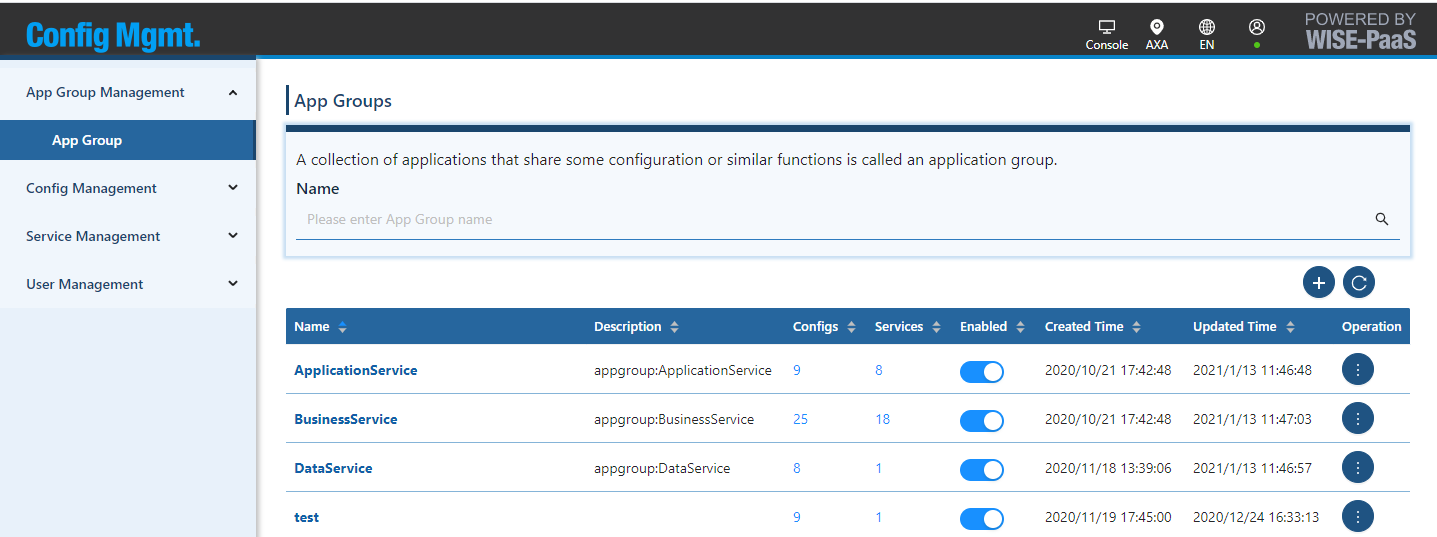 Config Mgmt.
Console AXA EN
POWERED BY
WISE-PaaS
App Group Management
App Group
Config Management
Service Management
User Management
App Groups
A collection of applications that share some configuration or similar functions is called an application group.
Name
Please enter App Group name
Name Description Configs Services Enabled Created Time Updated Time Operation
ApplicationService appgroup:ApplicationService 9 8 2020/10/21 17:42:48 2021/1/13 11:46:48
BusinessService appgroup:BusinessService 25 18 2020/10/21 17:42:48 2021/1/13 11:47:03
DataService appgroup:DataService 8 1 2020/11/18 13:39:06 2021/1/13 11:46:57
test 9 1 2020/11/19 17:45:00 2020/12/24 16:33:13